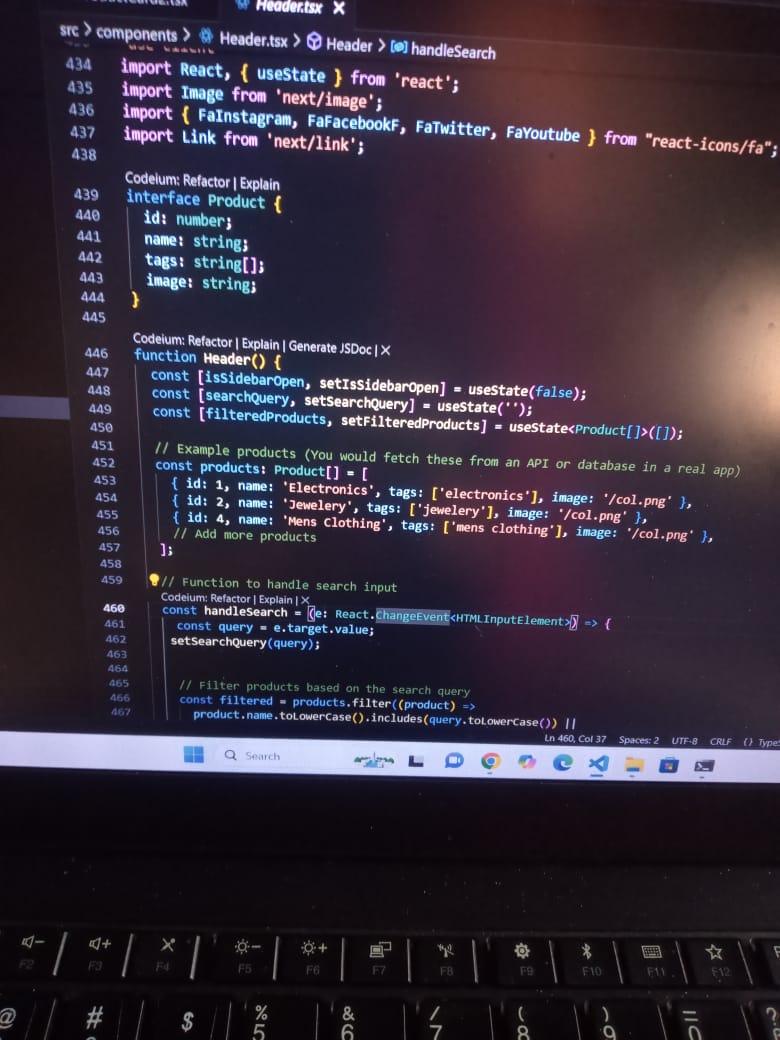 Header.tsx ×
src > components > Header.tsx > Header > handleSearch
434 import React, { useState } from 'react';
435 import Image from 'next/image';
436 import { FaInstagram, FaFacebookF, FaTwitter, FaYoutube } from "react-icons/fa";
437 import Link from 'next/link';
438
Codeium: Refactor | Explain
439 interface Product {
440 id: number;
441 name: string;
442 tags: string[];
443 image: string;
444 }
445
Codeium: Refactor | Explain | Generate JSDoc | ×
446 function Header() {
447 const [isSidebarOpen, setIsSidebarOpen] = useState(false);
448 const [searchQuery, setSearchQuery] = useState('');
449 const [filteredProducts, setFilteredProducts] = useState<Product[]>([]);
450
451 // Example products (You would fetch these from an API or database in a real app)
452 const products: Product[] = [
453 { id: 1, name: 'Electronics', tags: ['electronics'], image: '/col.png' },
454 { id: 2, name: 'Jewelery', tags: ['jewelery'], image: '/col.png' },
455 { id: 4, name: 'Mens Clothing', tags: ['mens clothing'], image: '/col.png' },
456 // Add more products
457 ];
458
459 // Function to handle search input
Codeium: Refactor | Explain | ×
460 const handleSearch = (e: React.ChangeEvent<HTMLInputElement>) => {
461 const query = e.target.value;
462 setSearchQuery(query);
463
464
465 // Filter products based on the search query
466 const filtered = products.filter((product) =>
467 product.name.toLowerCase().includes(query.toLowerCase()) ||
Ln 460, Col 37 Spaces: 2 UTF-8 CRLF {}
Search
F2 F3 F4 F5 F6 F7 F8 F9 F10 F11 F12
@ # $ % & / ( ) = ?
5 6 7 8 9 0